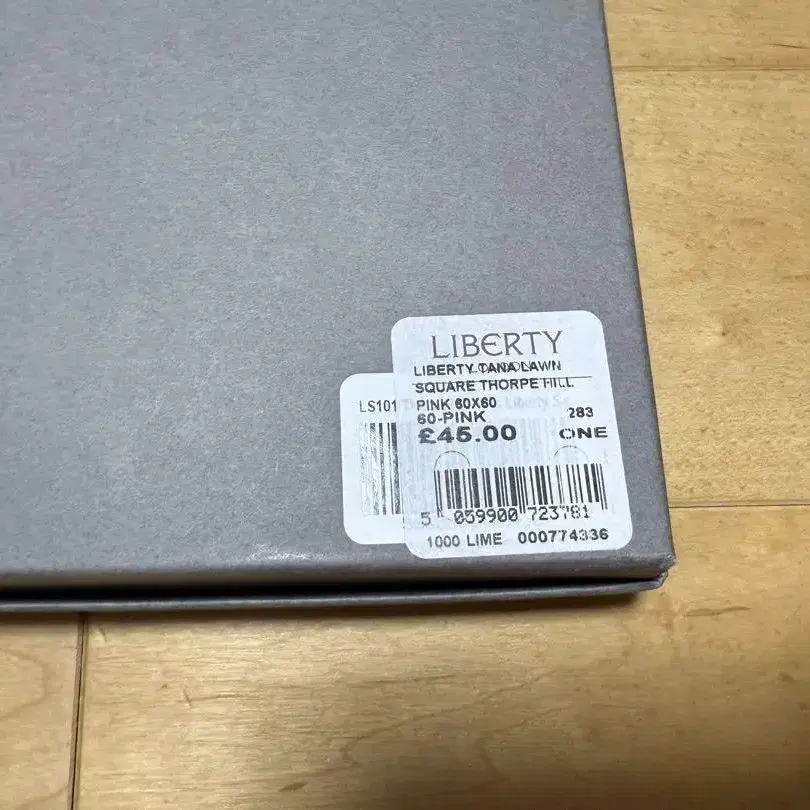 LIBERTY
LIBERTY TANA LAWN
SQUARE THORPE HILL
LS101
PINK 60X60
60-PINK 283
£45.00 ONE
5 059900 723781
1000 LIME 000774336